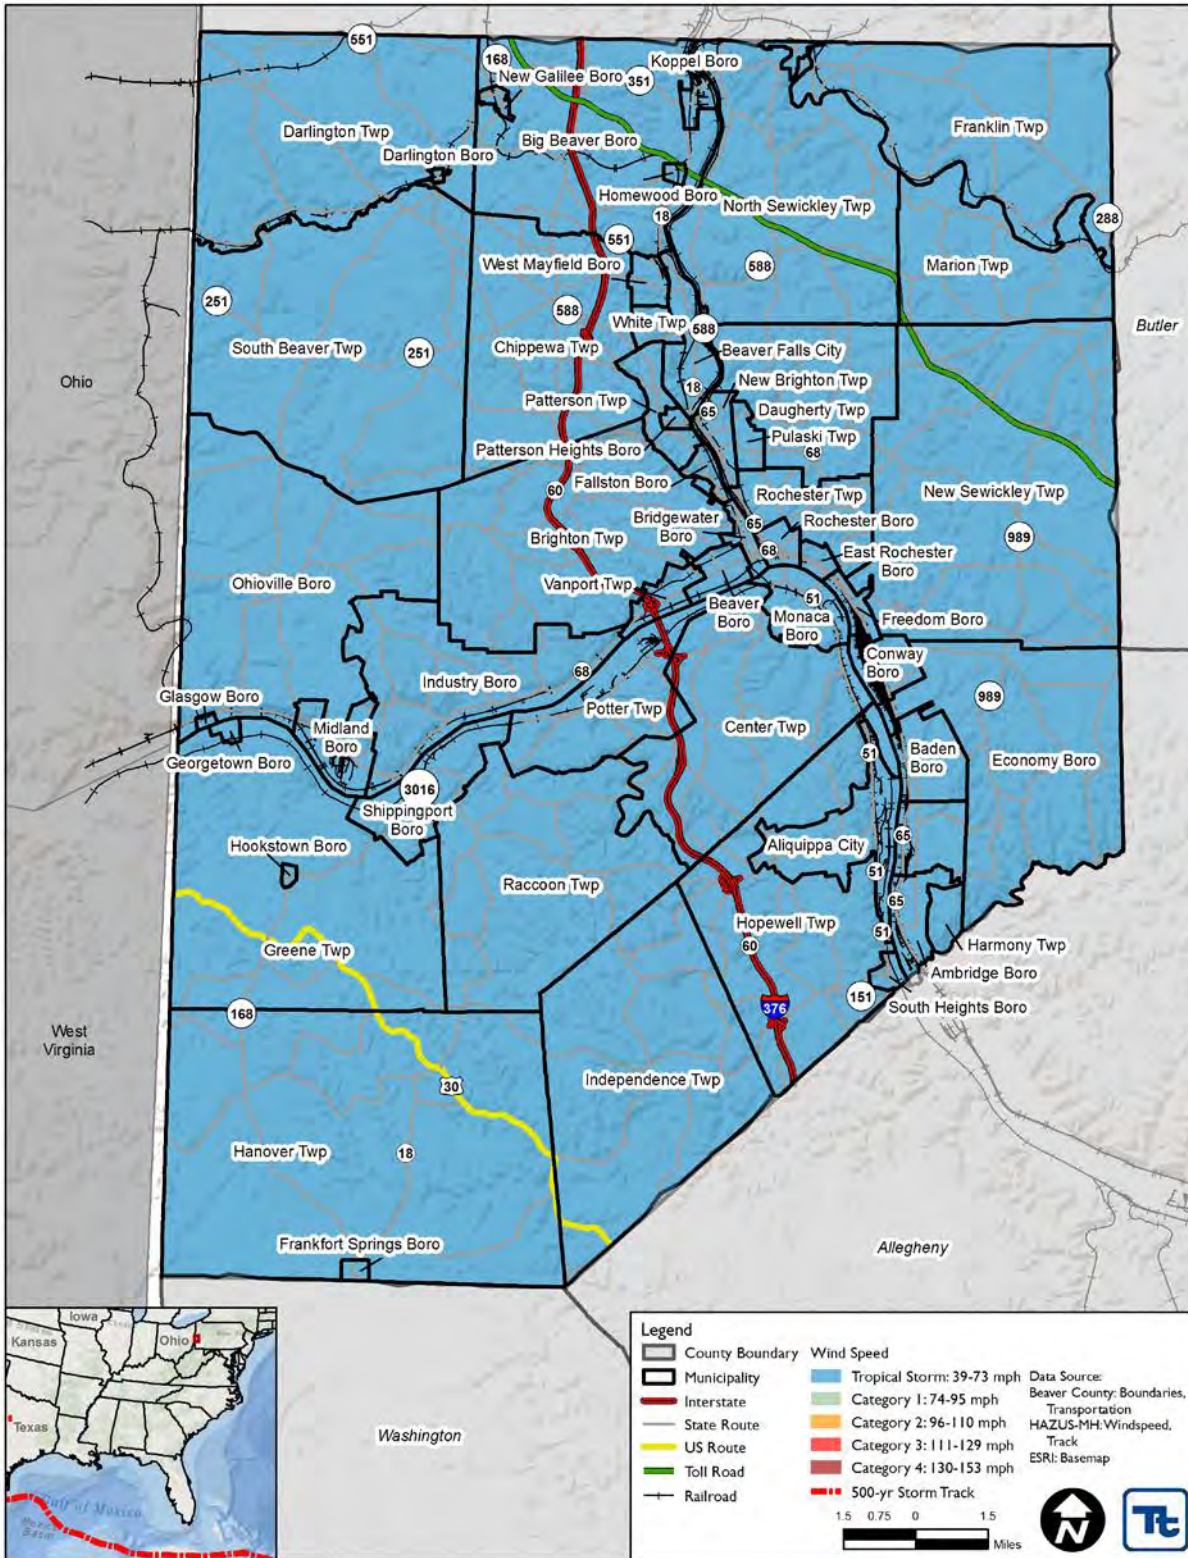 551
168
New Galilee Boro
351
Koppel Boro
Darlington Twp
Darlington Boro
Big Beaver Boro
Franklin Twp
Homewood Boro
18
North Sewickley Twp
288
551
West Mayfield Boro
588
Marion Twp
251
588
White Twp
588
Butler
South Beaver Twp
251
Chippewa Twp
Beaver Falls City
Ohio
18
New Brighton Twp
Patterson Twp
65
Daugherty Twp
Pulaski Twp
68
Patterson Heights Boro
Fallston Boro
60
Rochester Twp
New Sewickley Twp
Bridgewater
Boro
65
Rochester Boro
989
Brighton Twp
68
East Rochester
Boro
Ohioville Boro
Vanport Twp
Beaver
Boro
51
Monaca
Boro
Freedom Boro
Conway
Boro
Industry Boro
68
Glasgow Boro
Midland
Boro
Potter Twp
Center Twp
989
Georgetown Boro
51
Baden
Boro
Economy Boro
3016
Shippingport
Boro
Hookstown Boro
Aliquippa City
65
51
Raccoon Twp
65
Hopewell Twp
51
60
Greene Twp
Harmony Twp
Ambridge Boro
151
South Heights Boro
168
376
West
Virginia
30
Independence Twp
Hanover Twp
18
Frankfort Springs Boro
Allegheny
Washington
Iowa
Kansas
Ohio
Texas
Gulf of Mexico
Mexico
Basin
Legend
County Boundary
Municipality
Interstate
State Route
US Route
Toll Road
Railroad
Wind Speed
Tropical Storm: 39-73 mph
Category 1: 74-95 mph
Category 2: 96-110 mph
Category 3: 111-129 mph
Category 4: 130-153 mph
500-yr Storm Track
Data Source:
Beaver County: Boundaries,
Transportation
HAZUS-MH: Windspeed,
Track
ESRI: Basemap
1.5 0.75 0 1.5
Miles
N
Tt